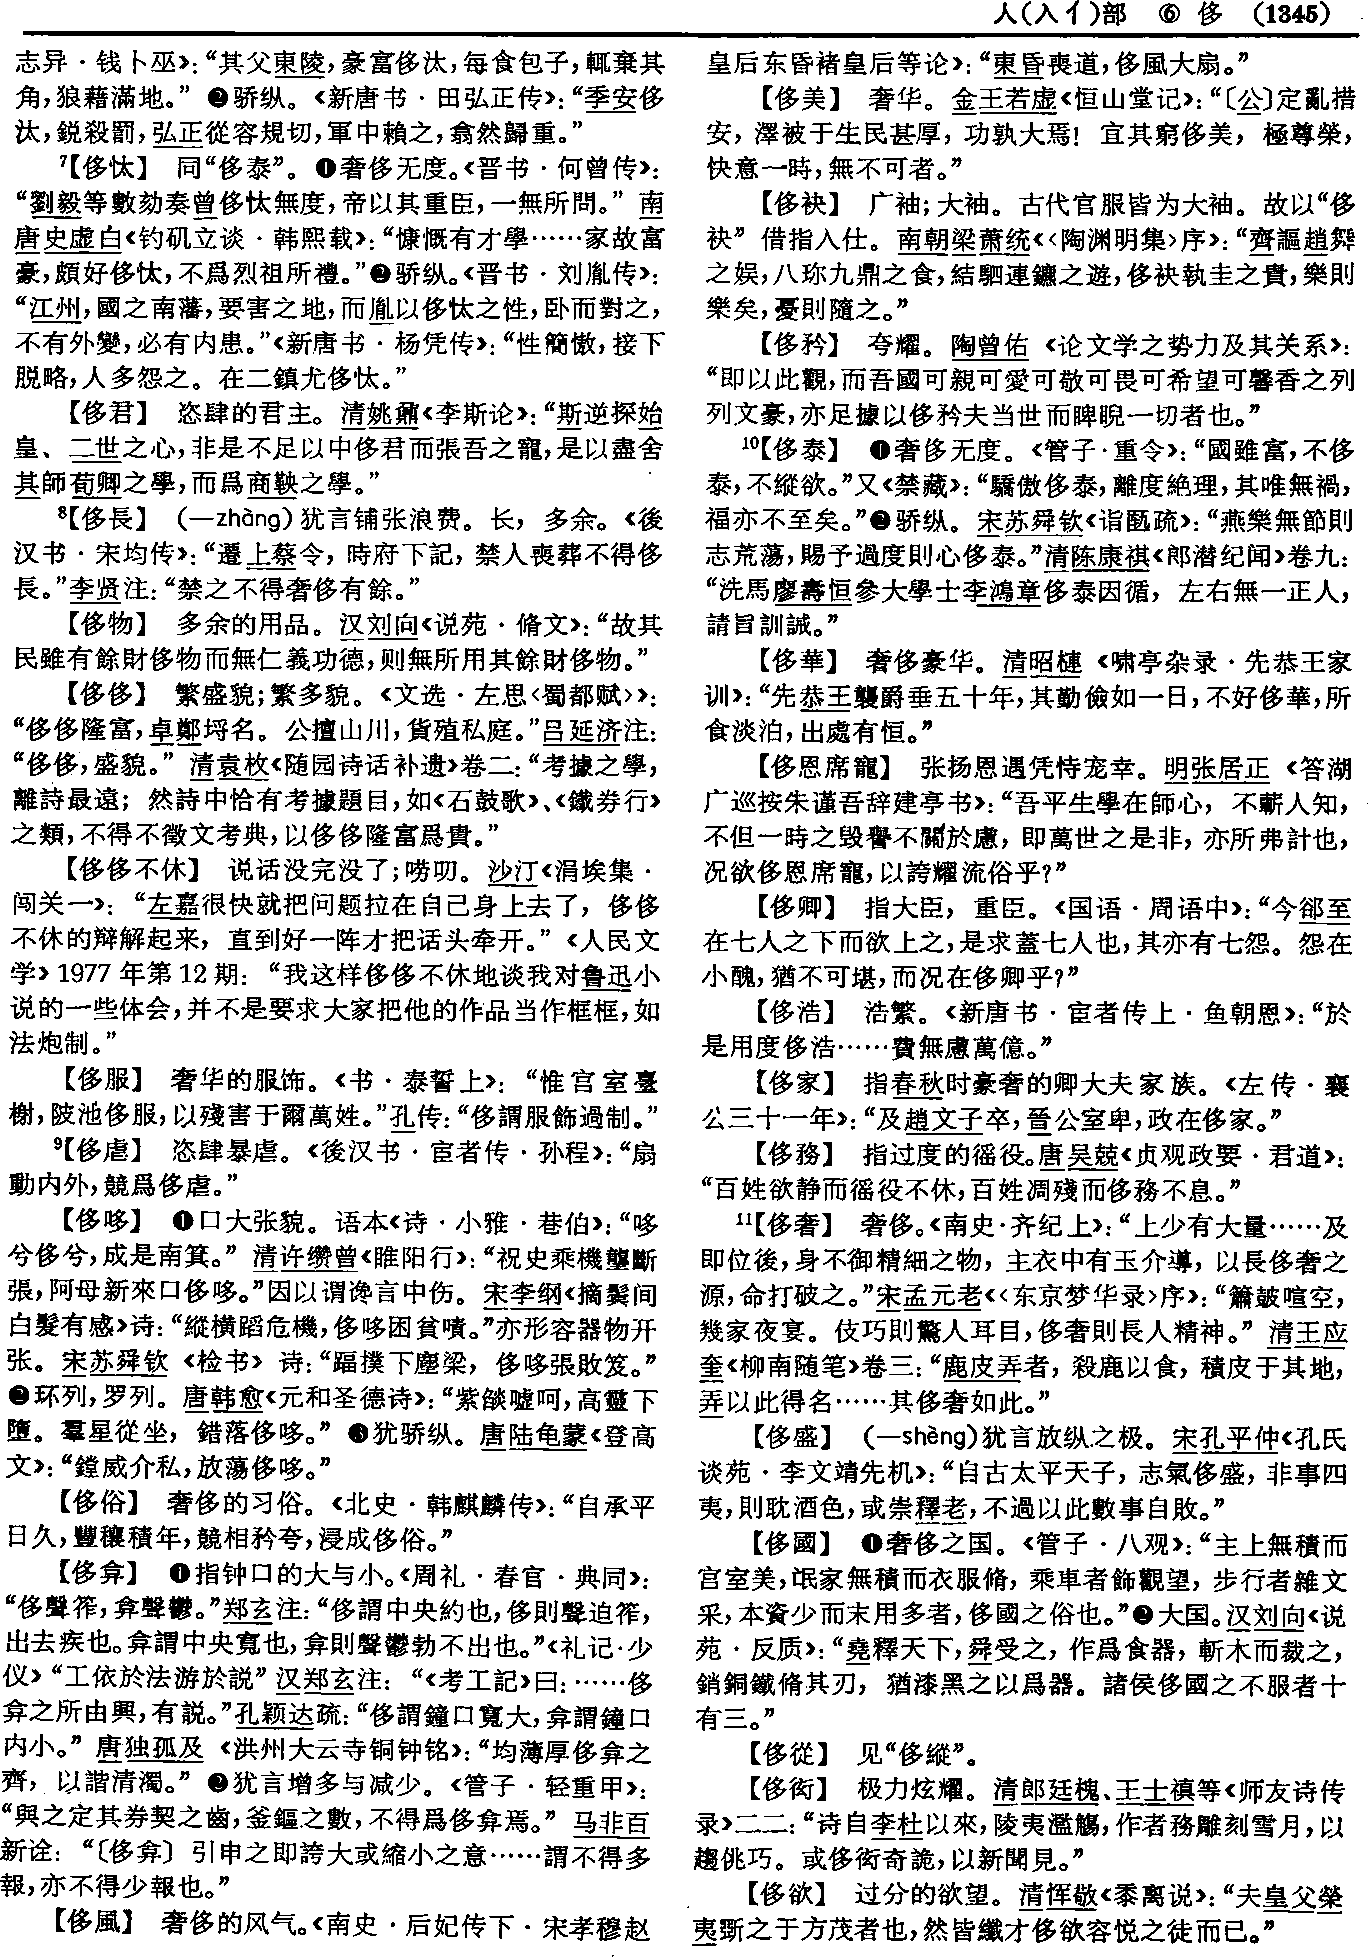 人(入亻)部 ⑥ 侈 (1345)
志异·钱卜巫》：“其父東陵，豪富侈汰，每食包子，輒棄其
角，狼藉滿地。” ❷骄纵。《新唐书·田弘正传》：“季安侈
汰，鋭殺罰，弘正從容規切，軍中賴之，翕然歸重。”
⁷【侈忲】 同“侈泰”。❶奢侈无度。《晋书·何曾传》：
“劉毅等數劾奏曾侈忲無度，帝以其重臣，一無所問。” 南
唐史虚白《钓矶立谈·韩熙载》：“慷慨有才學……家故富
豪，頗好侈忲，不爲烈祖所禮。”❷骄纵。《晋书·刘胤传》：
“江州，國之南藩，要害之地，而胤以侈忲之性，卧而對之，
不有外變，必有内患。”《新唐书·杨凭传》：“性簡慠，接下
脱略，人多怨之。在二鎮尤侈忲。”
【侈君】 恣肆的君主。清姚鼐《李斯论》：“斯逆探始
皇、二世之心，非是不足以中侈君而張吾之寵，是以盡舍
其師荀卿之學，而爲商鞅之學。”
⁸【侈長】 (—zhàng)犹言铺张浪费。长，多余。《後
汉书·宋均传》：“遷上蔡令，時府下記，禁人喪葬不得侈
長。”李贤注：“禁之不得奢侈有餘。”
【侈物】 多余的用品。汉刘向《说苑·脩文》：“故其
民雖有餘財侈物而無仁義功德，则無所用其餘財侈物。”
【侈侈】 繁盛貌；繁多貌。《文选·左思〈蜀都赋〉》：
“侈侈隆富，卓鄭埒名。公擅山川，貨殖私庭。”吕延济注：
“侈侈，盛貌。” 清袁枚《随园诗话补遗》卷二：“考據之學，
離詩最遠；然詩中恰有考據題目，如《石鼓歌》、《鐵券行》
之類，不得不徵文考典，以侈侈隆富爲貴。”
【侈侈不休】 说话没完没了；唠叨。沙汀《涓埃集·
闯关一》：“左嘉很快就把问题拉在自己身上去了，侈侈
不休的辩解起来，直到好一阵才把话头牵开。”《人民文
学》1977年第12期：“我这样侈侈不休地谈我对鲁迅小
说的一些体会，并不是要求大家把他的作品当作框框，如
法炮制。”
【侈服】 奢华的服饰。《书·泰誓上》：“惟宫室臺
榭，陂池侈服，以殘害于爾萬姓。”孔传：“侈謂服飾過制。”
⁹【侈虐】 恣肆暴虐。《後汉书·宦者传·孙程》：“扇
動内外，競爲侈虐。”
【侈哆】 ❶口大张貌。语本《诗·小雅·巷伯》：“哆
兮侈兮，成是南箕。” 清许缵曾《睢阳行》：“祝史乘機壟斷
張，阿母新來口侈哆。”因以谓谗言中伤。宋李纲《摘鬓间
白髮有感》诗：“縱横蹈危機，侈哆困貧嘖。”亦形容器物开
张。宋苏舜钦《检书》诗：“蹋撲下塵梁，侈哆張敗笈。”
❷环列，罗列。唐韩愈《元和圣德诗》：“紫燄嘘呵，高靈下
墮。羣星從坐，錯落侈哆。” ❸犹骄纵。唐陆龟蒙《登高
文》：“鏜威介私，放蕩侈哆。”
【侈俗】 奢侈的习俗。《北史·韩麒麟传》：“自承平
日久，豐穰積年，競相矜夸，浸成侈俗。”
【侈弇】 ❶指钟口的大与小。《周礼·春官·典同》：
“侈聲筰，弇聲鬱。”郑玄注：“侈謂中央約也，侈則聲迫筰，
出去疾也。弇謂中央寬也，弇則聲鬱勃不出也。”《礼记·少
仪》“工依於法游於説”汉郑玄注：“《考工記》曰：……侈
弇之所由興，有説。”孔颖达疏：“侈謂鐘口寬大，弇謂鐘口
内小。” 唐独孤及《洪州大云寺铜钟铭》：“均薄厚侈弇之
齊，以諧清濁。” ❷犹言增多与减少。《管子·轻重甲》：
“與之定其券契之齒，釜鏂之數，不得爲侈弇焉。” 马非百
新诠：“〔侈弇〕引申之即誇大或縮小之意……謂不得多
報，亦不得少報也。”
【侈風】 奢侈的风气。《南史·后妃传下·宋孝穆赵
皇后东昏褚皇后等论》：“東昏喪道，侈風大扇。”
【侈美】 奢华。金王若虚《恒山堂记》：“〔公〕定亂措
安，澤被于生民甚厚，功孰大焉！宜其窮侈美，極尊榮，
快意一時，無不可者。”
【侈袂】 广袖；大袖。古代官服皆为大袖。故以“侈
袂”借指入仕。南朝梁萧统《〈陶渊明集〉序》：“齊謳趙舞
之娱，八珍九鼎之食，結駟連鑣之遊，侈袂執圭之貴，樂則
樂矣，憂則隨之。”
【侈矜】 夸耀。陶曾佑《论文学之势力及其关系》：
“即以此觀，而吾國可親可愛可敬可畏可希望可馨香之列
列文豪，亦足據以侈矜夫当世而睥睨一切者也。”
¹⁰【侈泰】 ❶奢侈无度。《管子·重令》：“國雖富，不侈
泰，不縱欲。”又《禁藏》：“驕傲侈泰，離度絶理，其唯無禍，
福亦不至矣。”❷骄纵。宋苏舜钦《诣匭疏》：“燕樂無節則
志荒蕩，賜予過度則心侈泰。”清陈康祺《郎潜纪闻》卷九：
“洗馬廖壽恒參大學士李鴻章侈泰因循，左右無一正人，
請旨訓誡。”
【侈華】 奢侈豪华。清昭槤《啸亭杂录·先恭王家
训》：“先恭王襲爵垂五十年，其勤儉如一日，不好侈華，所
食淡泊，出處有恒。”
【侈恩席寵】 张扬恩遇凭恃宠幸。明张居正《答湖
广巡按朱谨吾辞建亭书》：“吾平生學在師心，不蘄人知，
不但一時之毁譽不關於慮，即萬世之是非，亦所弗計也，
况欲侈恩席寵，以誇耀流俗乎？”
【侈卿】 指大臣，重臣。《国语·周语中》：“今郤至
在七人之下而欲上之，是求蓋七人也，其亦有七怨。怨在
小醜，猶不可堪，而况在侈卿乎？”
【侈浩】 浩繁。《新唐书·宦者传上·鱼朝恩》：“於
是用度侈浩……費無慮萬億。”
【侈家】 指春秋时豪奢的卿大夫家族。《左传·襄
公三十一年》：“及趙文子卒，晉公室卑，政在侈家。”
【侈務】 指过度的徭役。唐吴兢《贞观政要·君道》：
“百姓欲静而徭役不休，百姓凋殘而侈務不息。”
¹¹【侈奢】 奢侈。《南史·齐纪上》：“上少有大量……及
即位後，身不御精細之物，主衣中有玉介導，以長侈奢之
源，命打破之。”宋孟元老《〈东京梦华录〉序》：“簫鼓喧空，
幾家夜宴。伎巧則驚人耳目，侈奢則長人精神。” 清王应
奎《柳南随笔》卷三：“鹿皮弄者，殺鹿以食，積皮于其地，
弄以此得名……其侈奢如此。”
【侈盛】 (—shèng)犹言放纵之极。宋孔平仲《孔氏
谈苑·李文靖先机》：“自古太平天子，志氣侈盛，非事四
夷，則耽酒色，或崇釋老，不過以此數事自敗。”
【侈國】 ❶奢侈之国。《管子·八观》：“主上無積而
宫室美，氓家無積而衣服脩，乘車者飾觀望，步行者雜文
采，本資少而末用多者，侈國之俗也。”❷大国。汉刘向《说
苑·反质》：“堯釋天下，舜受之，作爲食器，斬木而裁之，
銷銅鐵脩其刃，猶漆黑之以爲器。諸侯侈國之不服者十
有三。”
【侈從】 见“侈縱”。
【侈衒】 极力炫耀。清郎廷槐、王士禛等《师友诗传
录》二二：“诗自李杜以來，陵夷濫觴，作者務雕刻雪月，以
趨佻巧。或侈衒奇詭，以新聞見。”
【侈欲】 过分的欲望。清恽敬《黍离说》：“夫皇父榮
夷斲之于方茂者也，然皆纖才侈欲容悦之徒而已。”